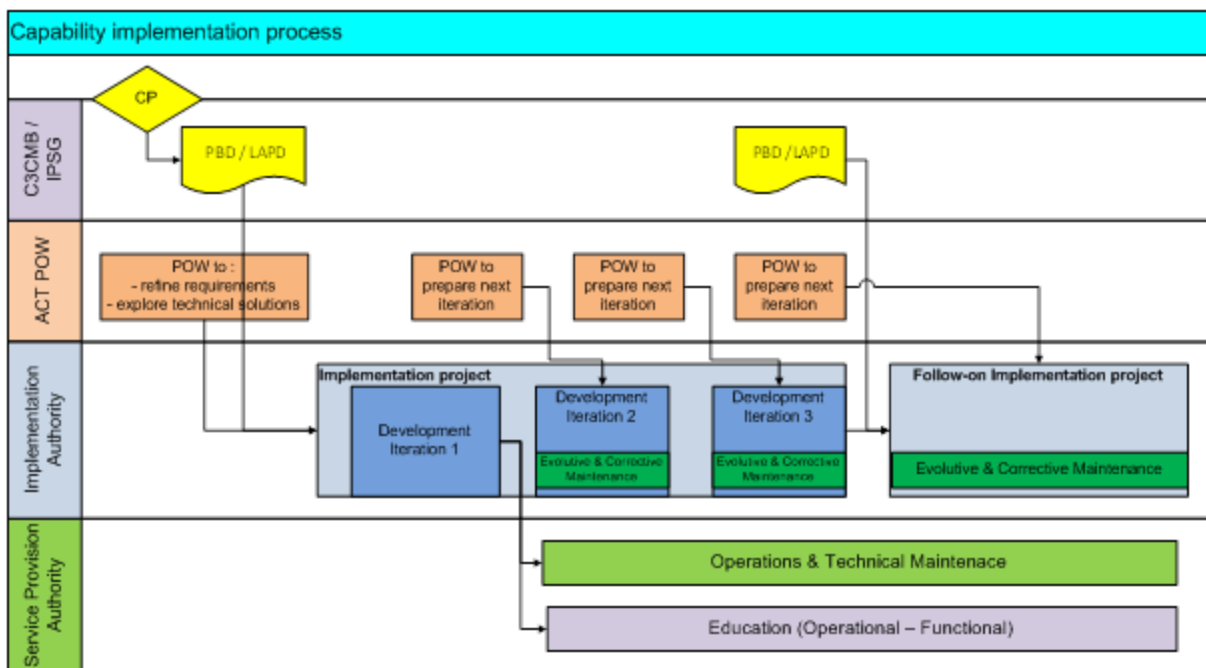 Capability implementation process
CP
C3CMB /
IPSG
PBD / LAPD
PBD / LAPD
ACT POW
POW to :
- refine requirements
- explore technical solutions
POW to
prepare next
iteration
POW to
prepare next
iteration
POW to
prepare next
iteration
Implementation
Authority
Implementation project
Development
Iteration 1
Development
Iteration 2
Evolutive & Corrective
Maintenance
Development
Iteration 3
Evolutive & Corrective
Maintenance
Follow-on Implementation project
Evolutive & Corrective Maintenance
Service Provision
Authority
Operations & Technical Maintenace
Education (Operational – Functional)